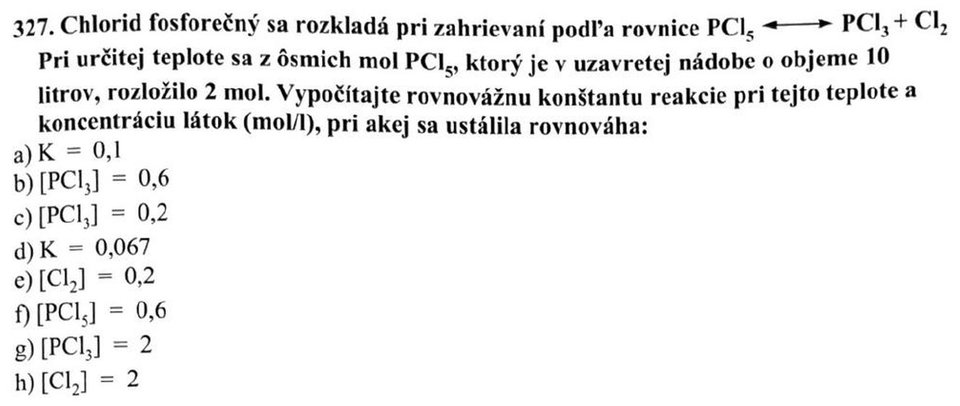 327. Chlorid fosforečný sa rozkladá pri zahrievaní podľa rovnice PCl₅ ⟷ PCl₃ + Cl₂
Pri určitej teplote sa z ôsmich mol PCl₅, ktorý je v uzavretej nádobe o objeme 10
litrov, rozložilo 2 mol. Vypočítajte rovnovážnu konštantu reakcie pri tejto teplote a
koncentráciu látok (mol/l), pri akej sa ustálila rovnováha:
a) K = 0,1
b) [PCl₃] = 0,6
c) [PCl₃] = 0,2
d) K = 0,067
e) [Cl₂] = 0,2
f) [PCl₅] = 0,6
g) [PCl₃] = 2
h) [Cl₂] = 2